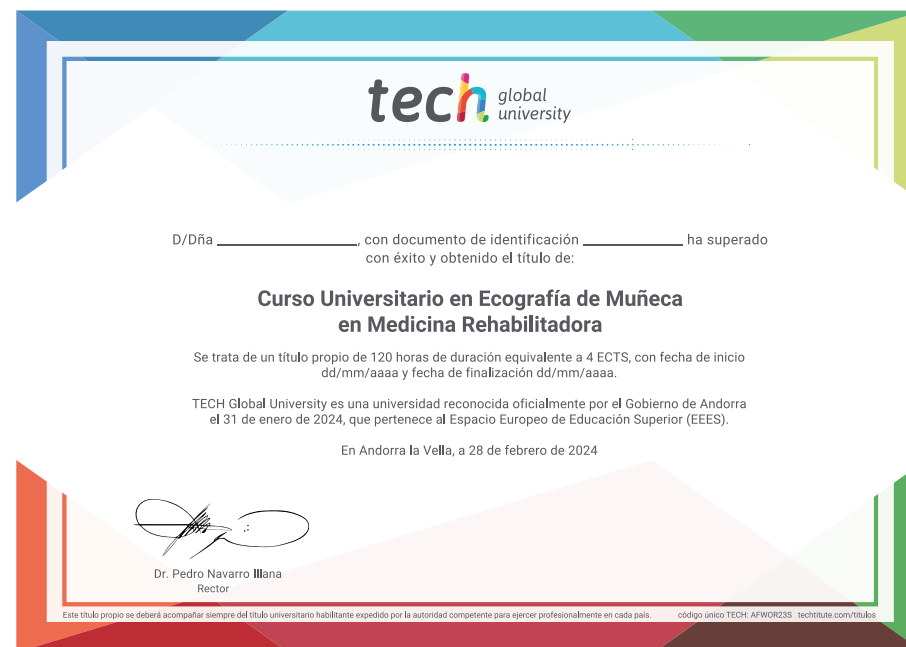 tech global university
D/Dña ____________________, con documento de identificación ______________ ha superado
con éxito y obtenido el título de:
Curso Universitario en Ecografía de Muñeca
en Medicina Rehabilitadora
Se trata de un título propio de 120 horas de duración equivalente a 4 ECTS, con fecha de inicio
dd/mm/aaaa y fecha de finalización dd/mm/aaaa.
TECH Global University es una universidad reconocida oficialmente por el Gobierno de Andorra
el 31 de enero de 2024, que pertenece al Espacio Europeo de Educación Superior (EEES).
En Andorra la Vella, a 28 de febrero de 2024
Dr. Pedro Navarro Illana
Rector
Este título propio se deberá acompañar siempre del título universitario habilitante expedido por la autoridad competente para ejercer profesionalmente en cada país. código único TECH: AFWOR23S techtitute.com/titulos